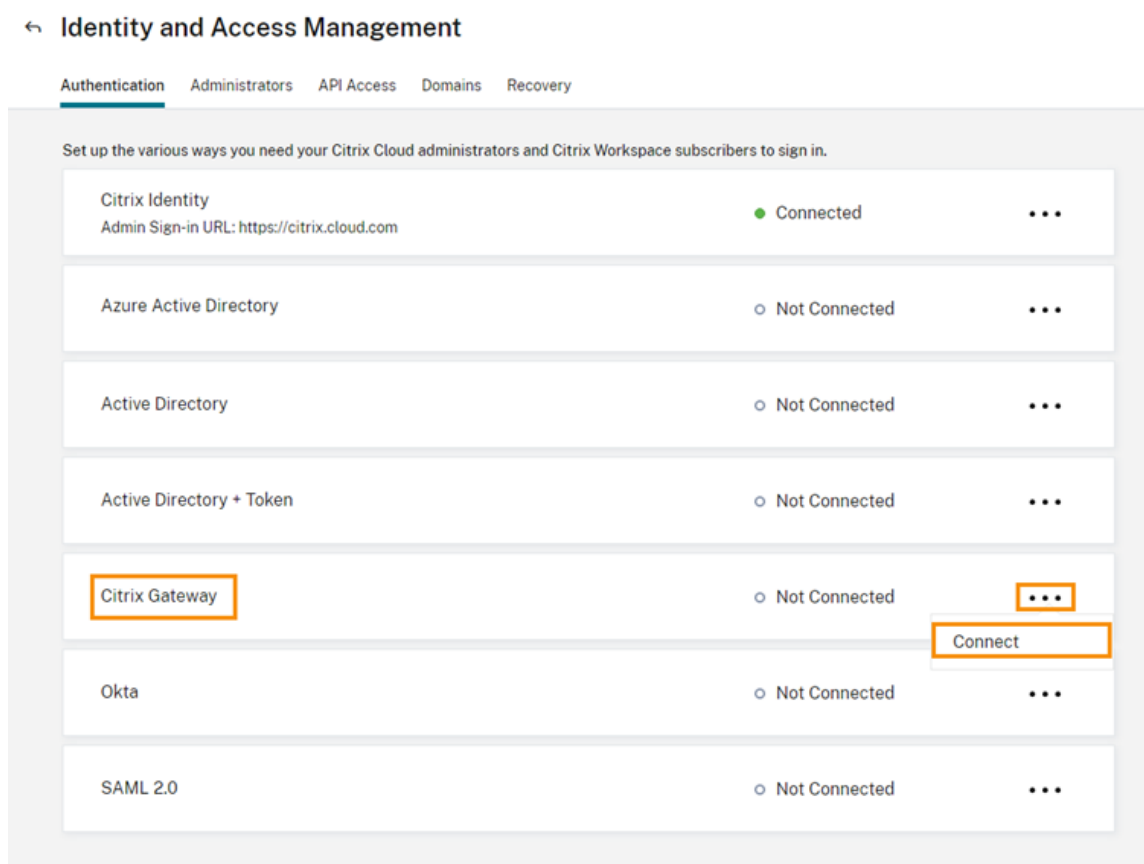 Identity and Access Management
Authentication Administrators API Access Domains Recovery
Set up the various ways you need your Citrix Cloud administrators and Citrix Workspace subscribers to sign in.
Citrix Identity
Admin Sign-in URL: https://citrix.cloud.com
Connected
Azure Active Directory
Not Connected
Active Directory
Not Connected
Active Directory + Token
Not Connected
Citrix Gateway
Not Connected
Connect
Okta
Not Connected
SAML 2.0
Not Connected